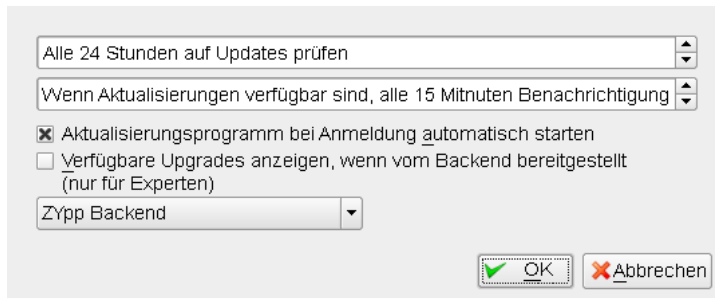 Alle 24 Stunden auf Updates prüfen
Wenn Aktualisierungen verfügbar sind, alle 15 Mitnuten Benachrichtigung
Aktualisierungsprogramm bei Anmeldung automatisch starten
Verfügbare Upgrades anzeigen, wenn vom Backend bereitgestellt
(nur für Experten)
ZYpp Backend
OK
Abbrechen